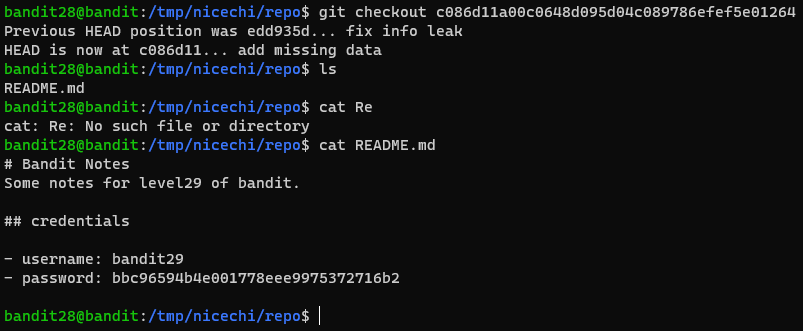 bandit28@bandit:/tmp/nicechi/repo$ git checkout c086d11a00c0648d095d04c089786efef5e01264
Previous HEAD position was edd935d... fix info leak
HEAD is now at c086d11... add missing data
bandit28@bandit:/tmp/nicechi/repo$ ls
README.md
bandit28@bandit:/tmp/nicechi/repo$ cat Re
cat: Re: No such file or directory
bandit28@bandit:/tmp/nicechi/repo$ cat README.md
# Bandit Notes
Some notes for level29 of bandit.

## credentials

- username: bandit29
- password: bbc96594b4e001778eee9975372716b2

bandit28@bandit:/tmp/nicechi/repo$